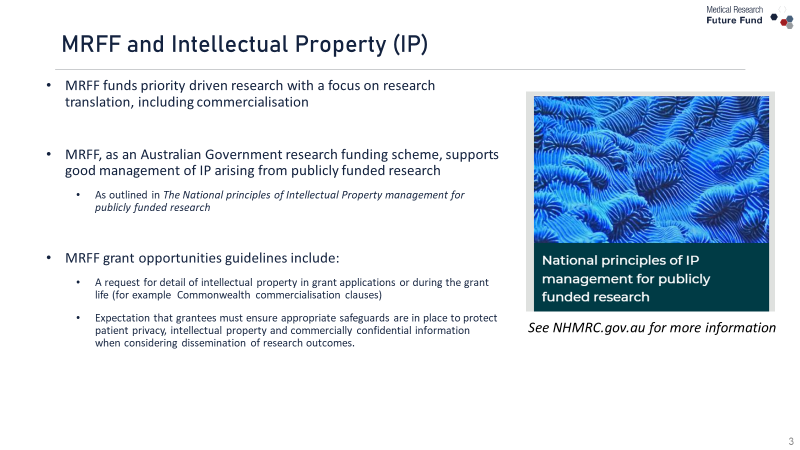 Medical Research
Future Fund
MRFF and Intellectual Property (IP)
• MRFF funds priority driven research with a focus on research
translation, including commercialisation
• MRFF, as an Australian Government research funding scheme, supports
good management of IP arising from publicly funded research
• As outlined in The National principles of Intellectual Property management for
publicly funded research
• MRFF grant opportunities guidelines include:
• A request for detail of intellectual property in grant applications or during the grant
life (for example Commonwealth commercialisation clauses)
• Expectation that grantees must ensure appropriate safeguards are in place to protect
patient privacy, intellectual property and commercially confidential information
when considering dissemination of research outcomes.
National principles of IP
management for publicly
funded research
See NHMRC.gov.au for more information
3